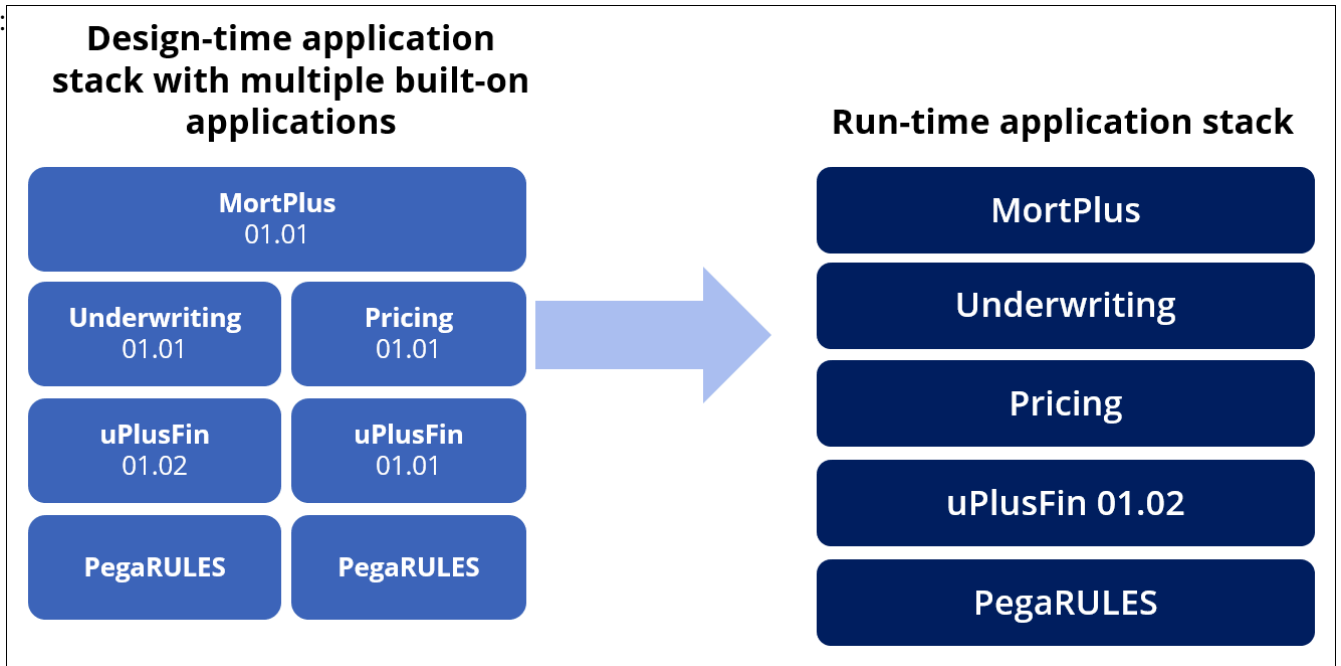 :
Design-time application
stack with multiple built-on
applications
Run-time application stack
MortPlus
01.01
Underwriting
01.01
Pricing
01.01
uPlusFin
01.02
uPlusFin
01.01
PegaRULES
PegaRULES
MortPlus
Underwriting
Pricing
uPlusFin 01.02
PegaRULES